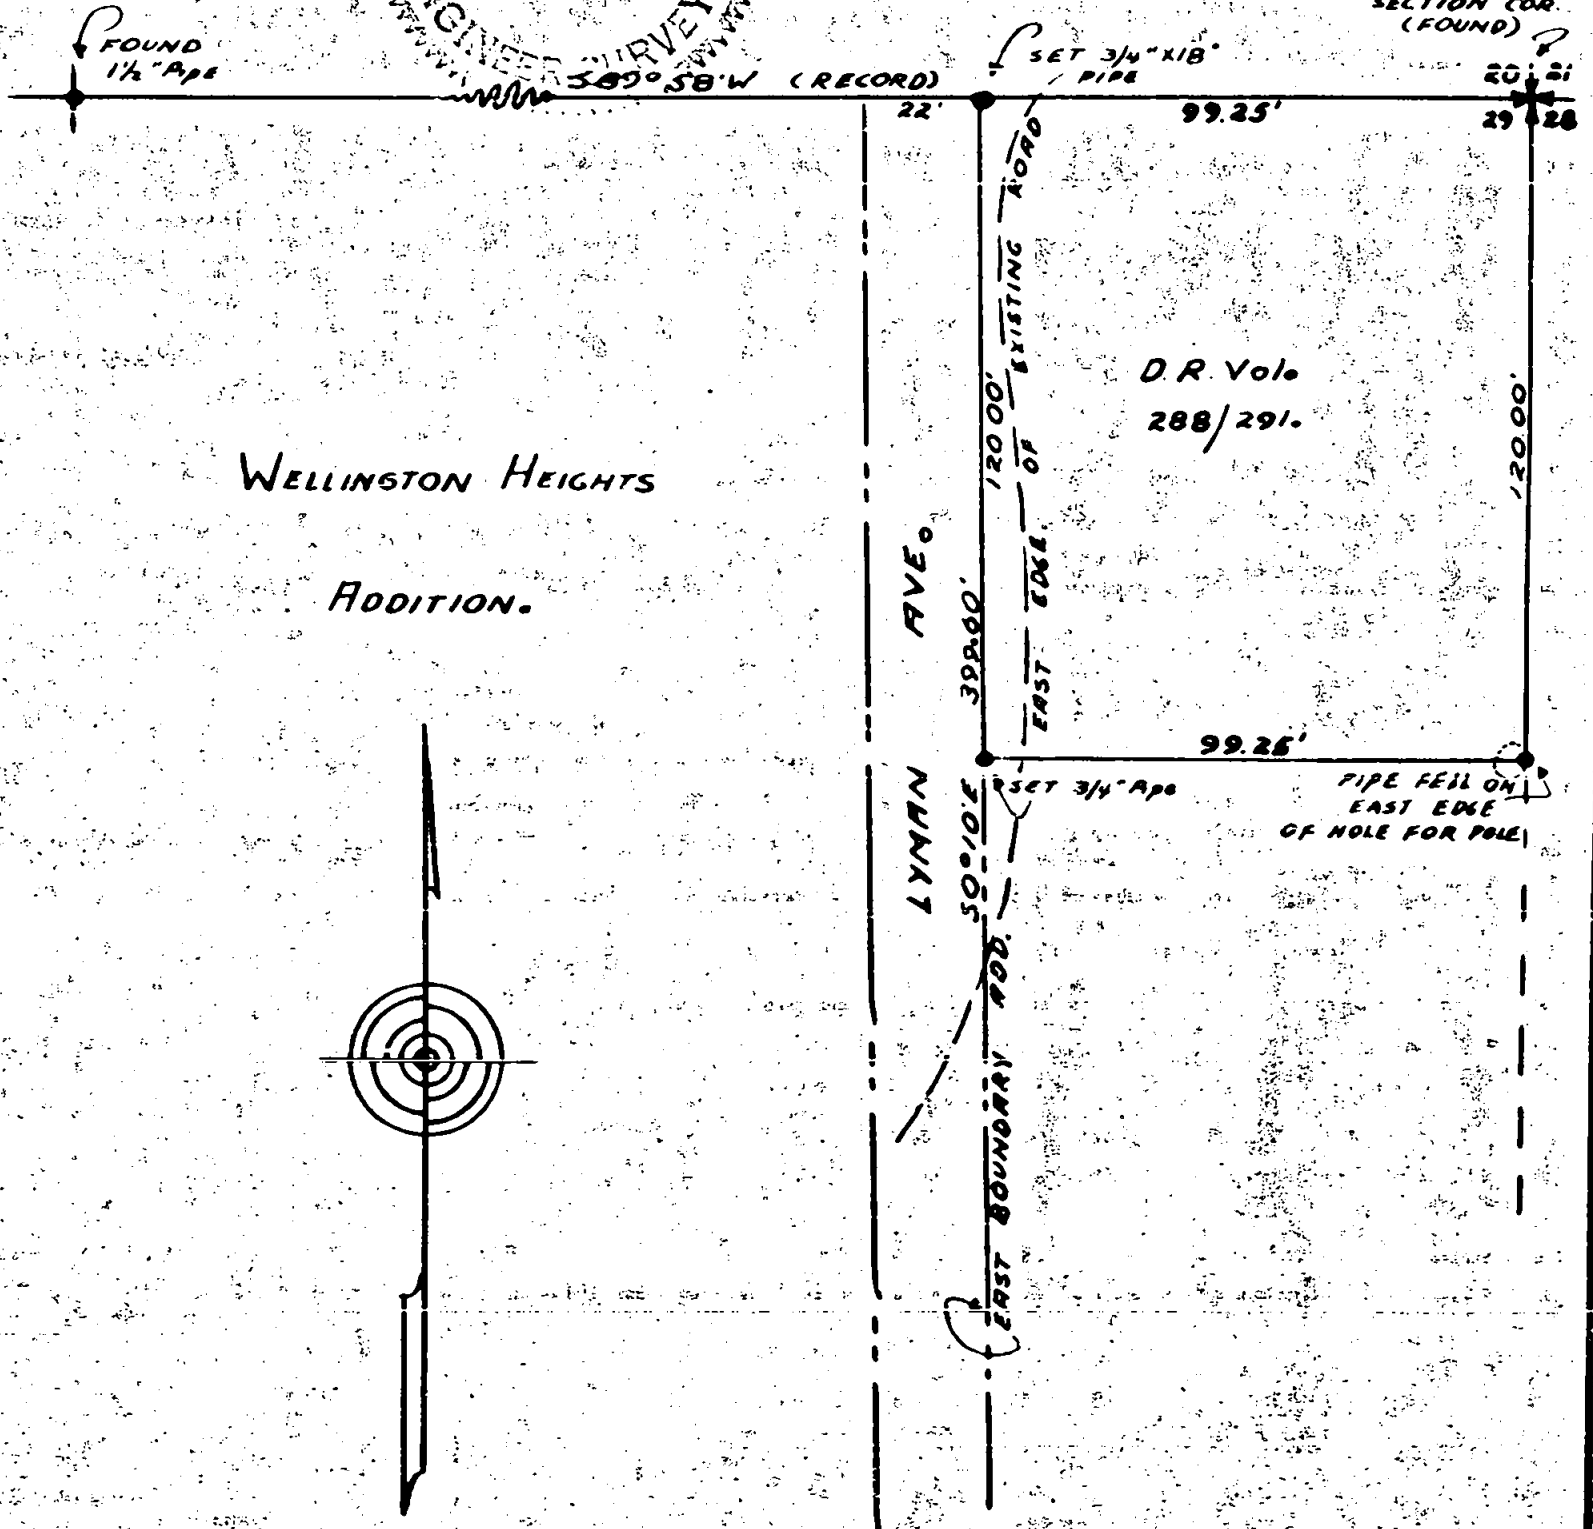 SECTION COR.
(FOUND)
FOUND
1½" Pipe
SET 3/4" X18"
PIPE
S89° 58' W (RECORD)
22'
99.25'
20 21
29 28
EAST EDGE OF EXISTING ROAD
120.00'
D.R. Vol.
288/291.
120.00'
WELLINGTON HEIGHTS
ADDITION.
LYMAN AVE.
S0°10'E
99.25'
SET 3/4" Pipe
PIPE FELL ON
EAST EDGE
OF HOLE FOR POLE
EAST BOUNDARY ADD.